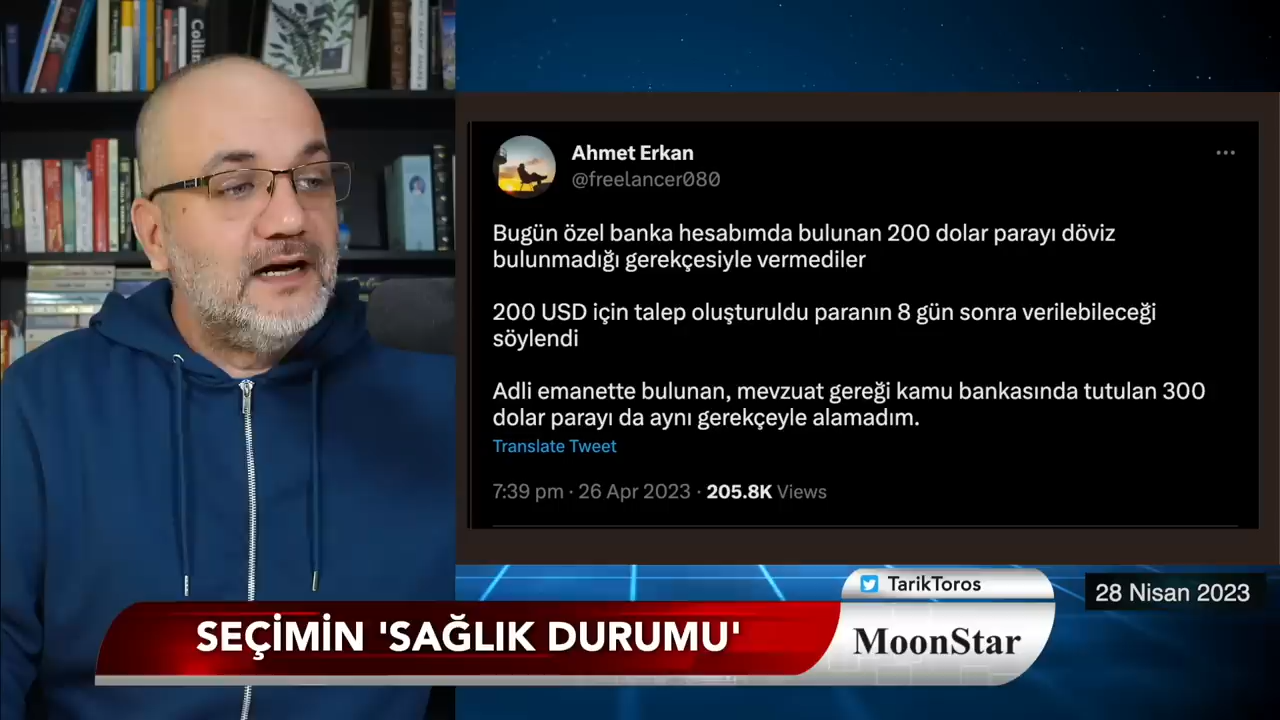 Ahmet Erkan
@freelancer080
Bugün özel banka hesabımda bulunan 200 dolar parayı döviz
bulunmadığı gerekçesiyle vermediler
200 USD için talep oluşturuldu paranın 8 gün sonra verilebileceği
söylendi
Adli emanette bulunan, mevzuat gereği kamu bankasında tutulan 300
dolar parayı da aynı gerekçeyle alamadım.
Translate Tweet
7:39 pm · 26 Apr 2023 · 205.8K Views
TarikToros
28 Nisan 2023
SEÇİMİN 'SAĞLIK DURUMU'
MoonStar